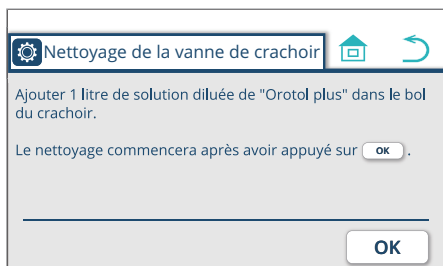 Nettoyage de la vanne de crachoir
Ajouter 1 litre de solution diluée de "Orotol plus" dans le bol
du crachoir.
Le nettoyage commencera après avoir appuyé sur OK .
OK